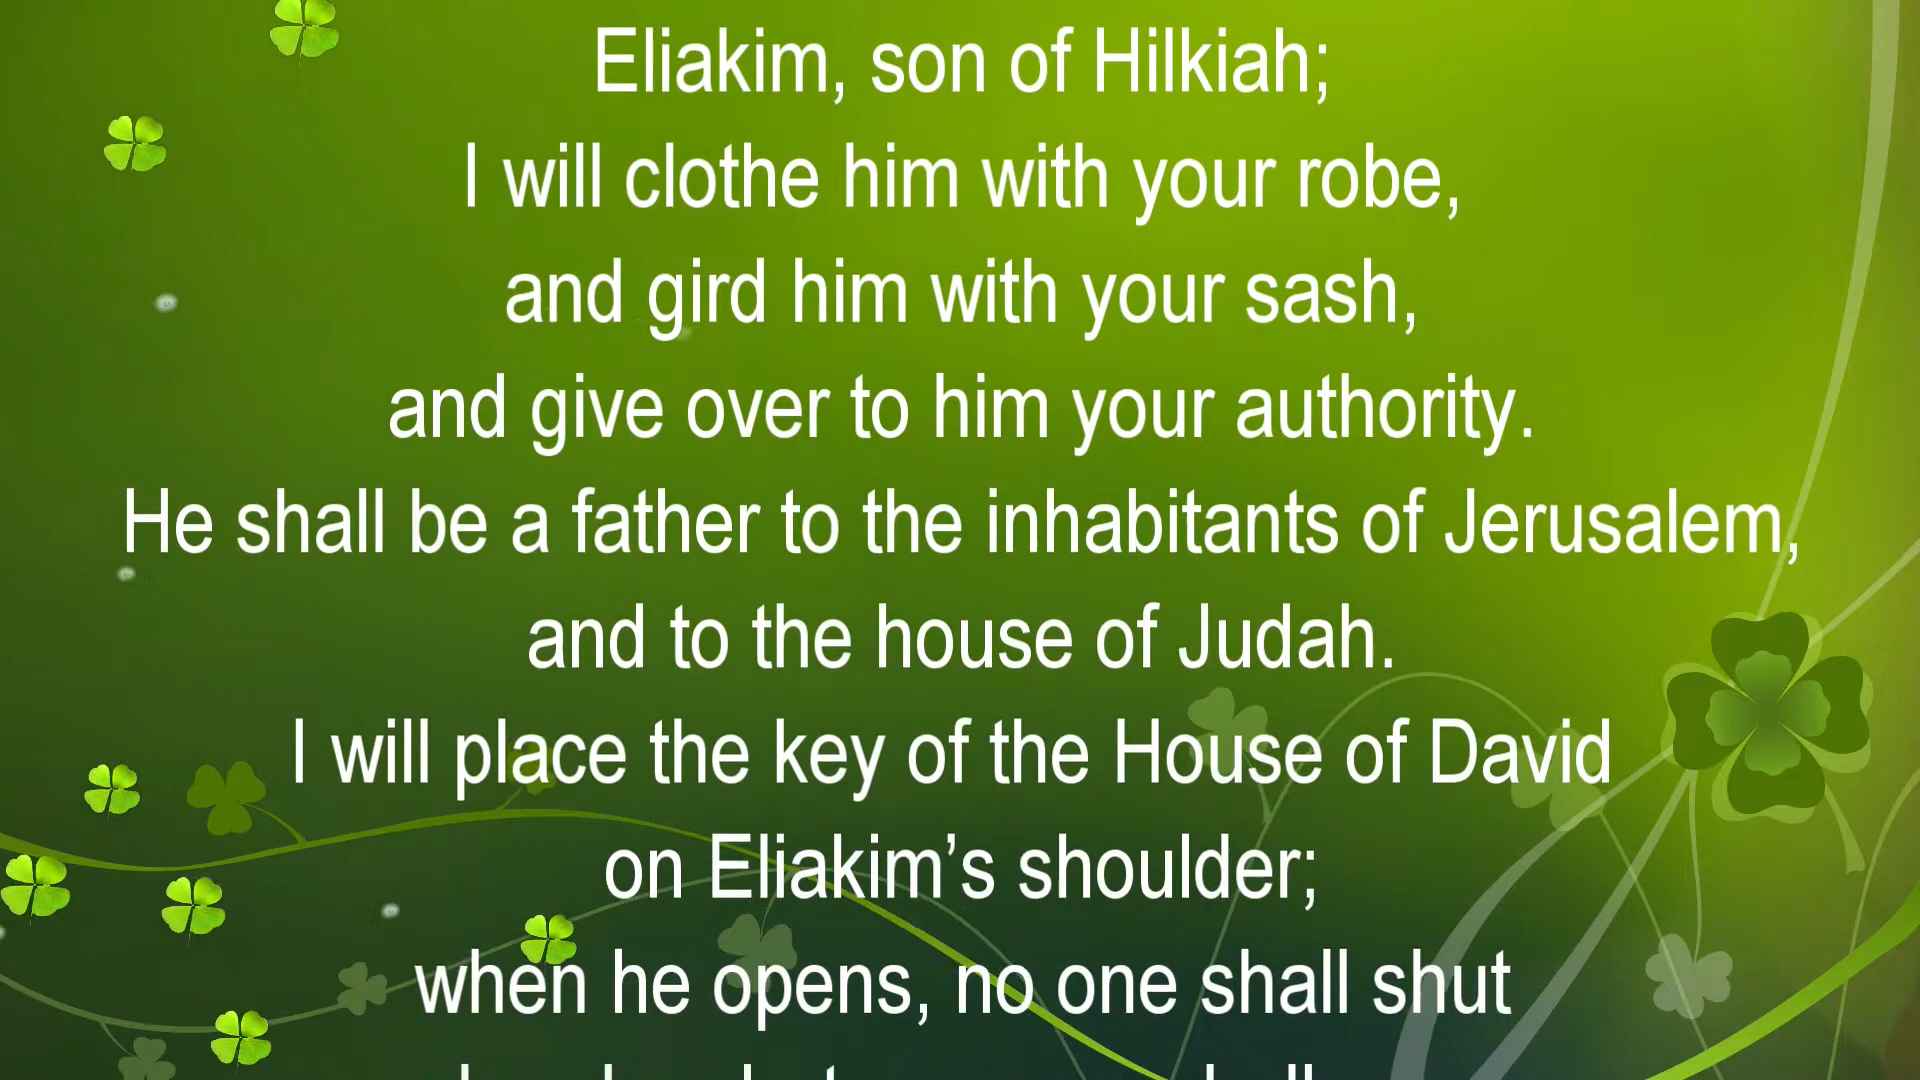 Eliakim, son of Hilkiah;
I will clothe him with your robe,
and gird him with your sash,
and give over to him your authority.
He shall be a father to the inhabitants of Jerusalem,
and to the house of Judah.
I will place the key of the House of David
on Eliakim’s shoulder;
when he opens, no one shall shut